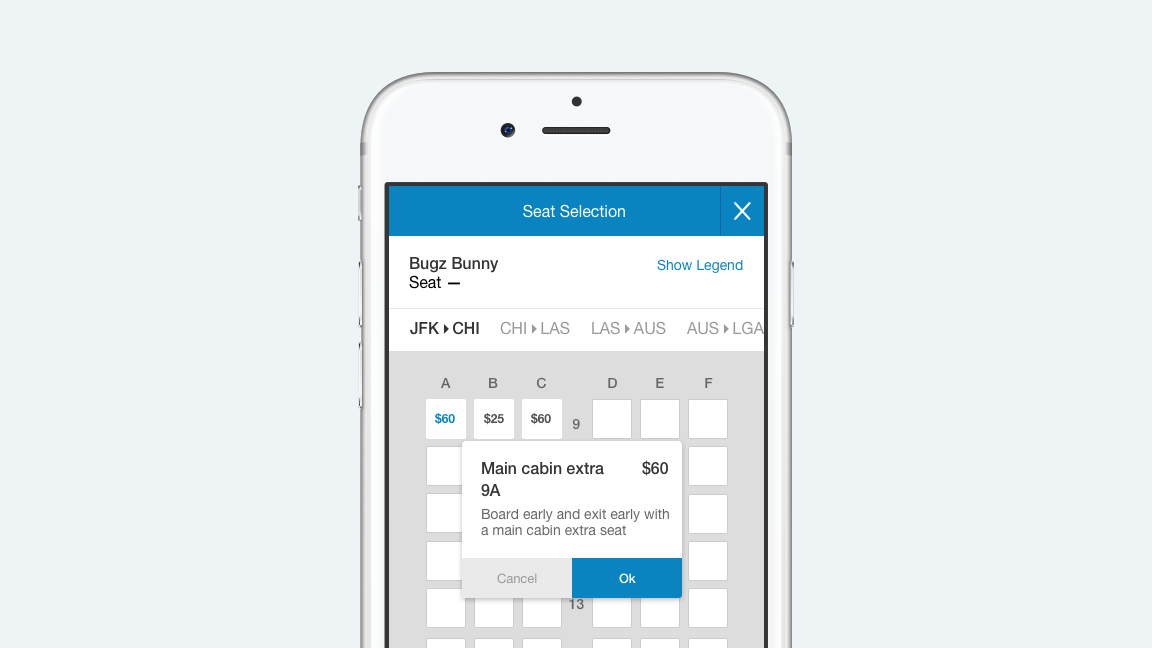 Seat Selection
Bugz Bunny
Show Legend
Seat –
JFK ▸ CHI CHI ▸ LAS LAS ▸ AUS AUS ▸ LGA
A B C D E F
$60 $25 $60 9
Main cabin extra $60
9A
Board early and exit early with
a main cabin extra seat
Cancel Ok
13